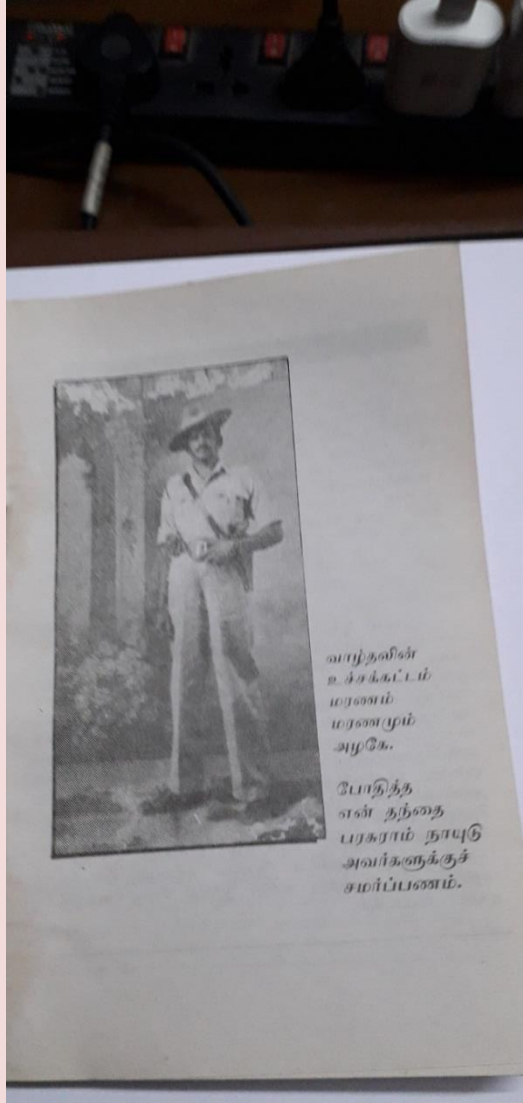 வாழ்தலின்
உச்சக்கட்டம்
மரணம்
மரணமும்
அழகே.
போதித்த
என் தந்தை
பரசுராம் நாயுடு
அவர்களுக்குச்
சமர்ப்பணம்.